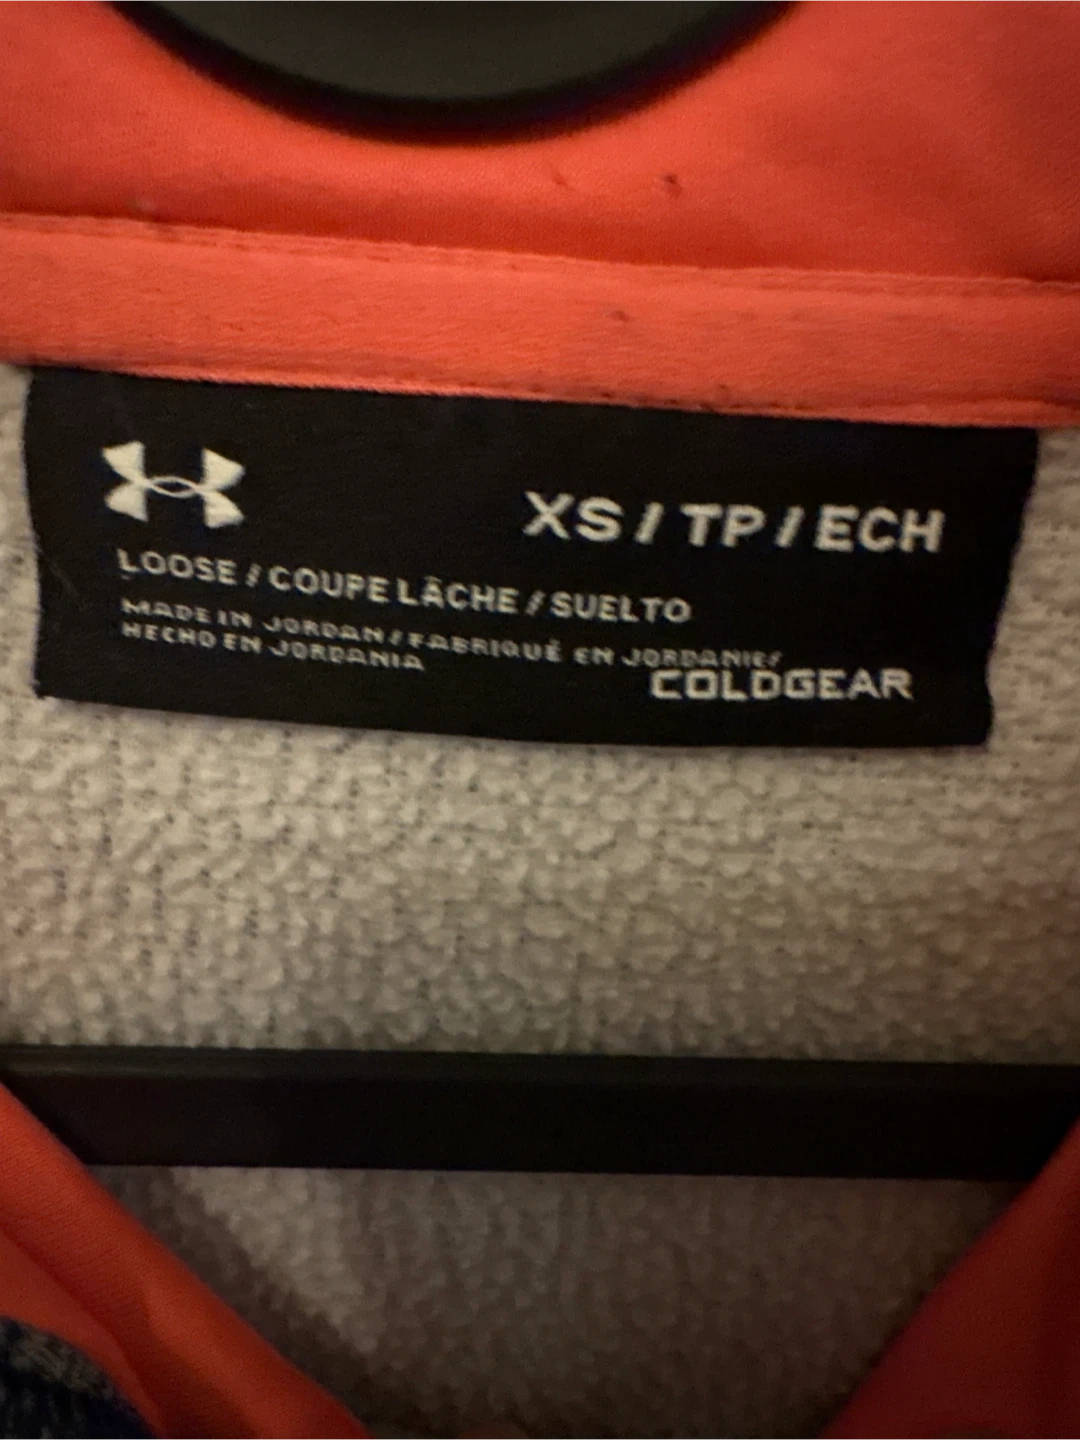 XS / TP / ECH
LOOSE / COUPE LÂCHE / SUELTO
MADE IN JORDAN / FABRIQUÉ EN JORDANIE/
HECHO EN JORDANIA
COLDGEAR